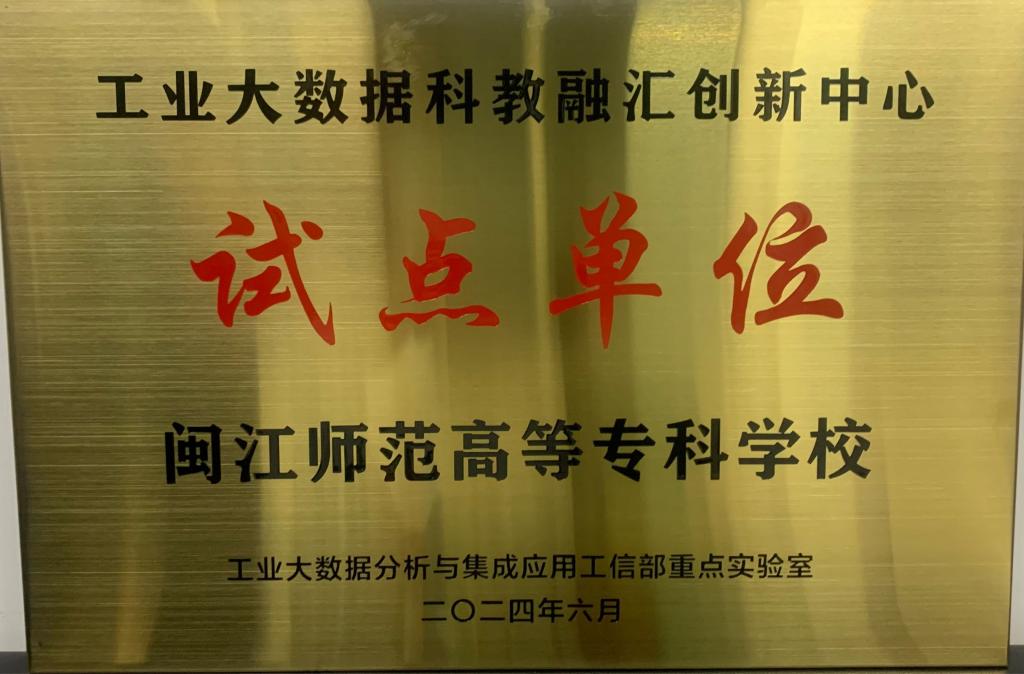 工业大数据科教融汇创新中心
试点单位
闽江师范高等专科学校
工业大数据分析与集成应用工信部重点实验室
二〇二四年六月